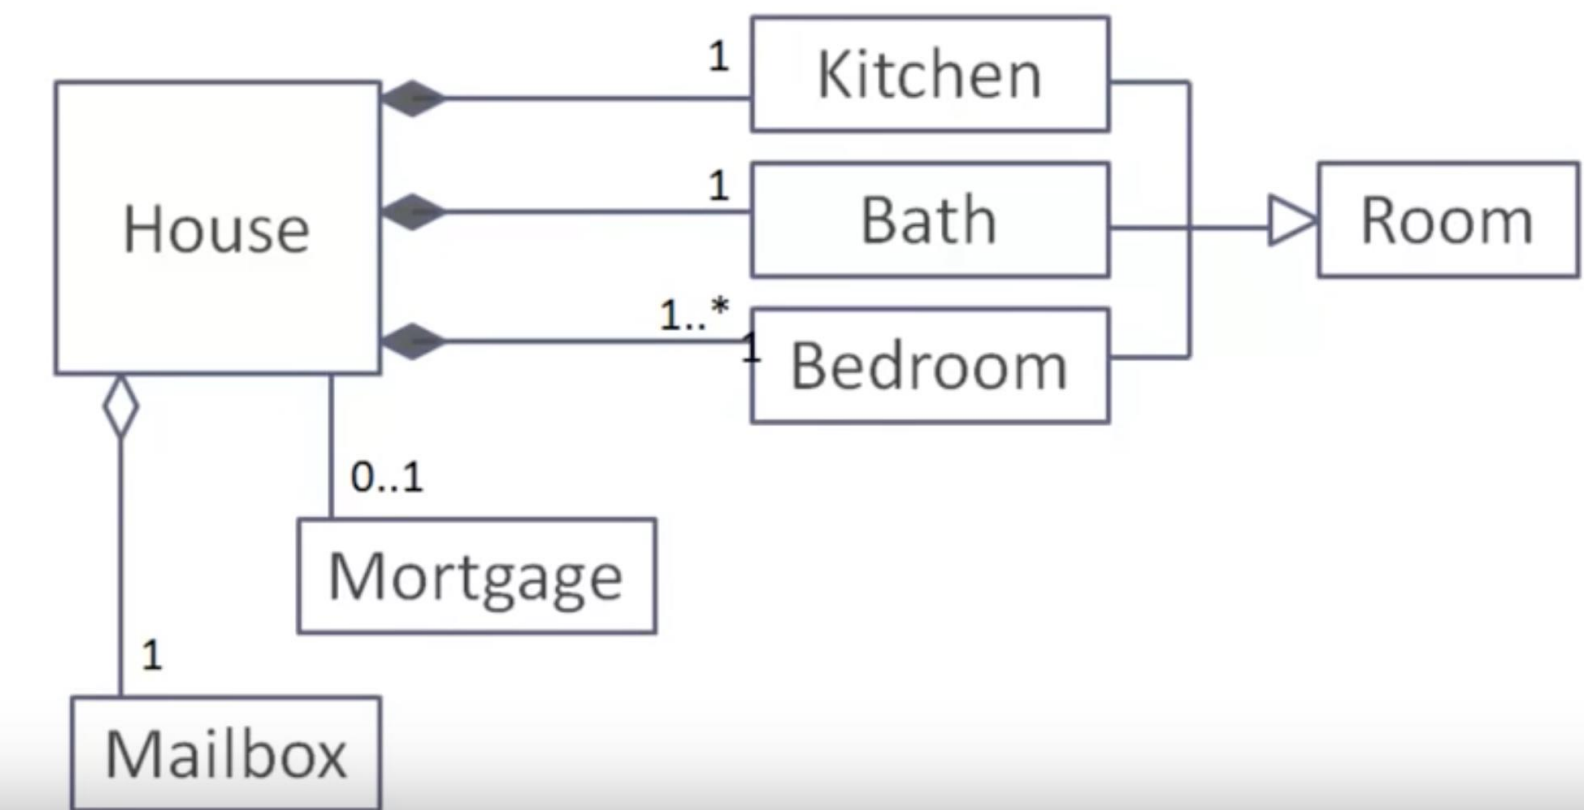 1
Kitchen
House
1
Bath
Room
1..*
1
Bedroom
0..1
Mortgage
1
Mailbox